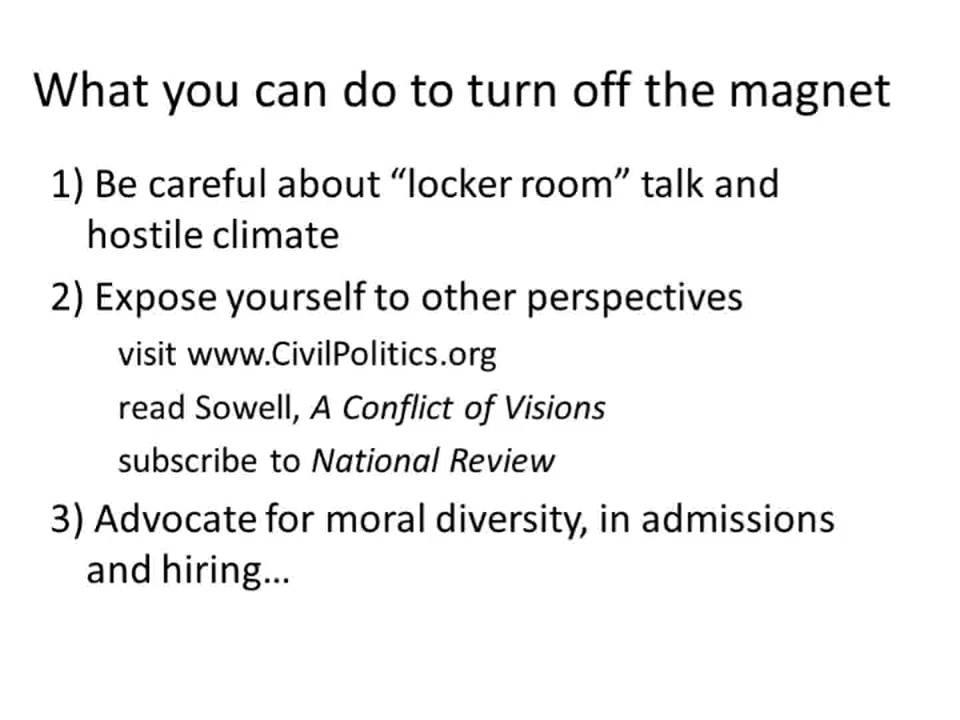 What you can do to turn off the magnet
1) Be careful about “locker room” talk and
hostile climate
2) Expose yourself to other perspectives
visit www.CivilPolitics.org
read Sowell, A Conflict of Visions
subscribe to National Review
3) Advocate for moral diversity, in admissions
and hiring…